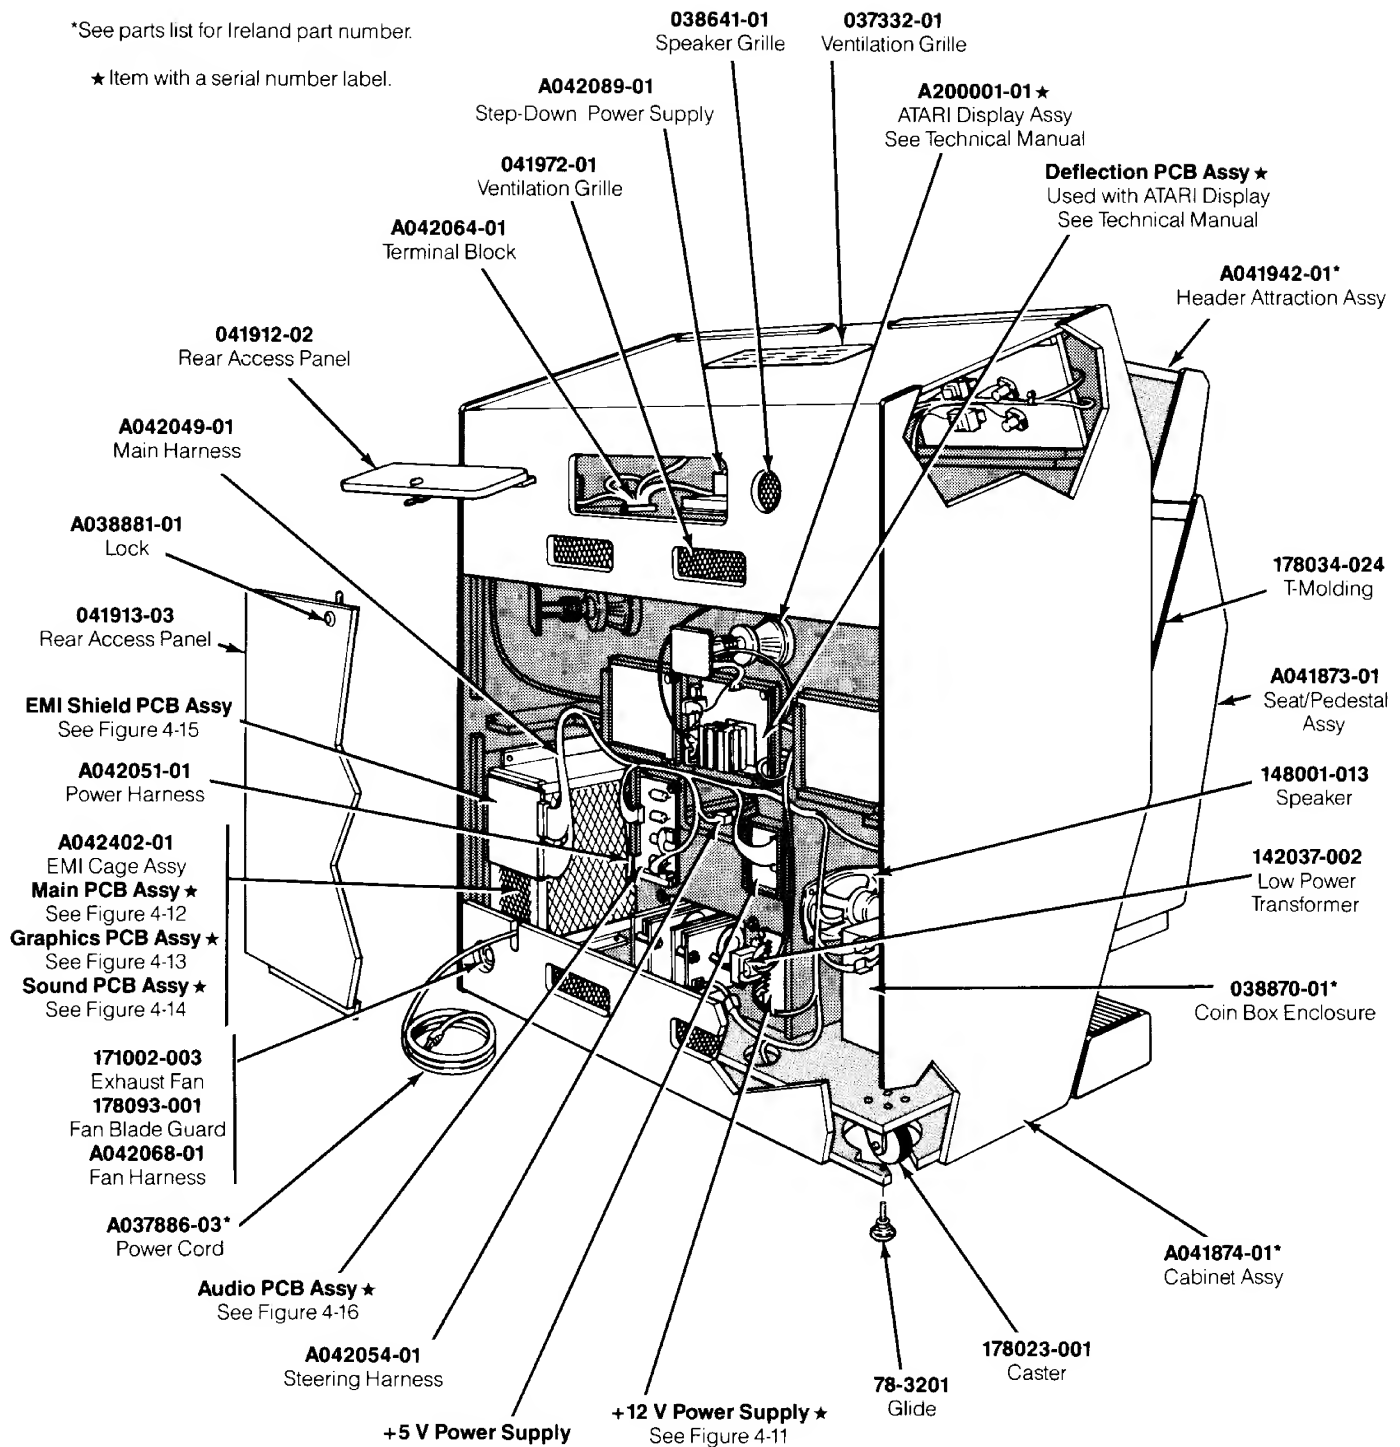 *See parts list for Ireland part number.
★ Item with a serial number label.
038641-01
Speaker Grille
037332-01
Ventilation Grille
A042089-01
Step-Down Power Supply
A200001-01 ★
ATARI Display Assy
See Technical Manual
041972-01
Ventilation Grille
Deflection PCB Assy ★
Used with ATARI Display
See Technical Manual
A042064-01
Terminal Block
A041942-01*
Header Attraction Assy
041912-02
Rear Access Panel
A042049-01
Main Harness
A038881-01
Lock
178034-024
T-Molding
041913-03
Rear Access Panel
A041873-01
Seat/Pedestal
Assy
EMI Shield PCB Assy
See Figure 4-15
A042051-01
Power Harness
148001-013
Speaker
A042402-01
EMI Cage Assy
Main PCB Assy ★
See Figure 4-12
Graphics PCB Assy ★
See Figure 4-13
Sound PCB Assy ★
See Figure 4-14
142037-002
Low Power
Transformer
038870-01*
Coin Box Enclosure
171002-003
Exhaust Fan
178093-001
Fan Blade Guard
A042068-01
Fan Harness
A037886-03*
Power Cord
A041874-01*
Cabinet Assy
Audio PCB Assy ★
See Figure 4-16
A042054-01
Steering Harness
178023-001
Caster
78-3201
Glide
+5 V Power Supply
+12 V Power Supply ★
See Figure 4-11